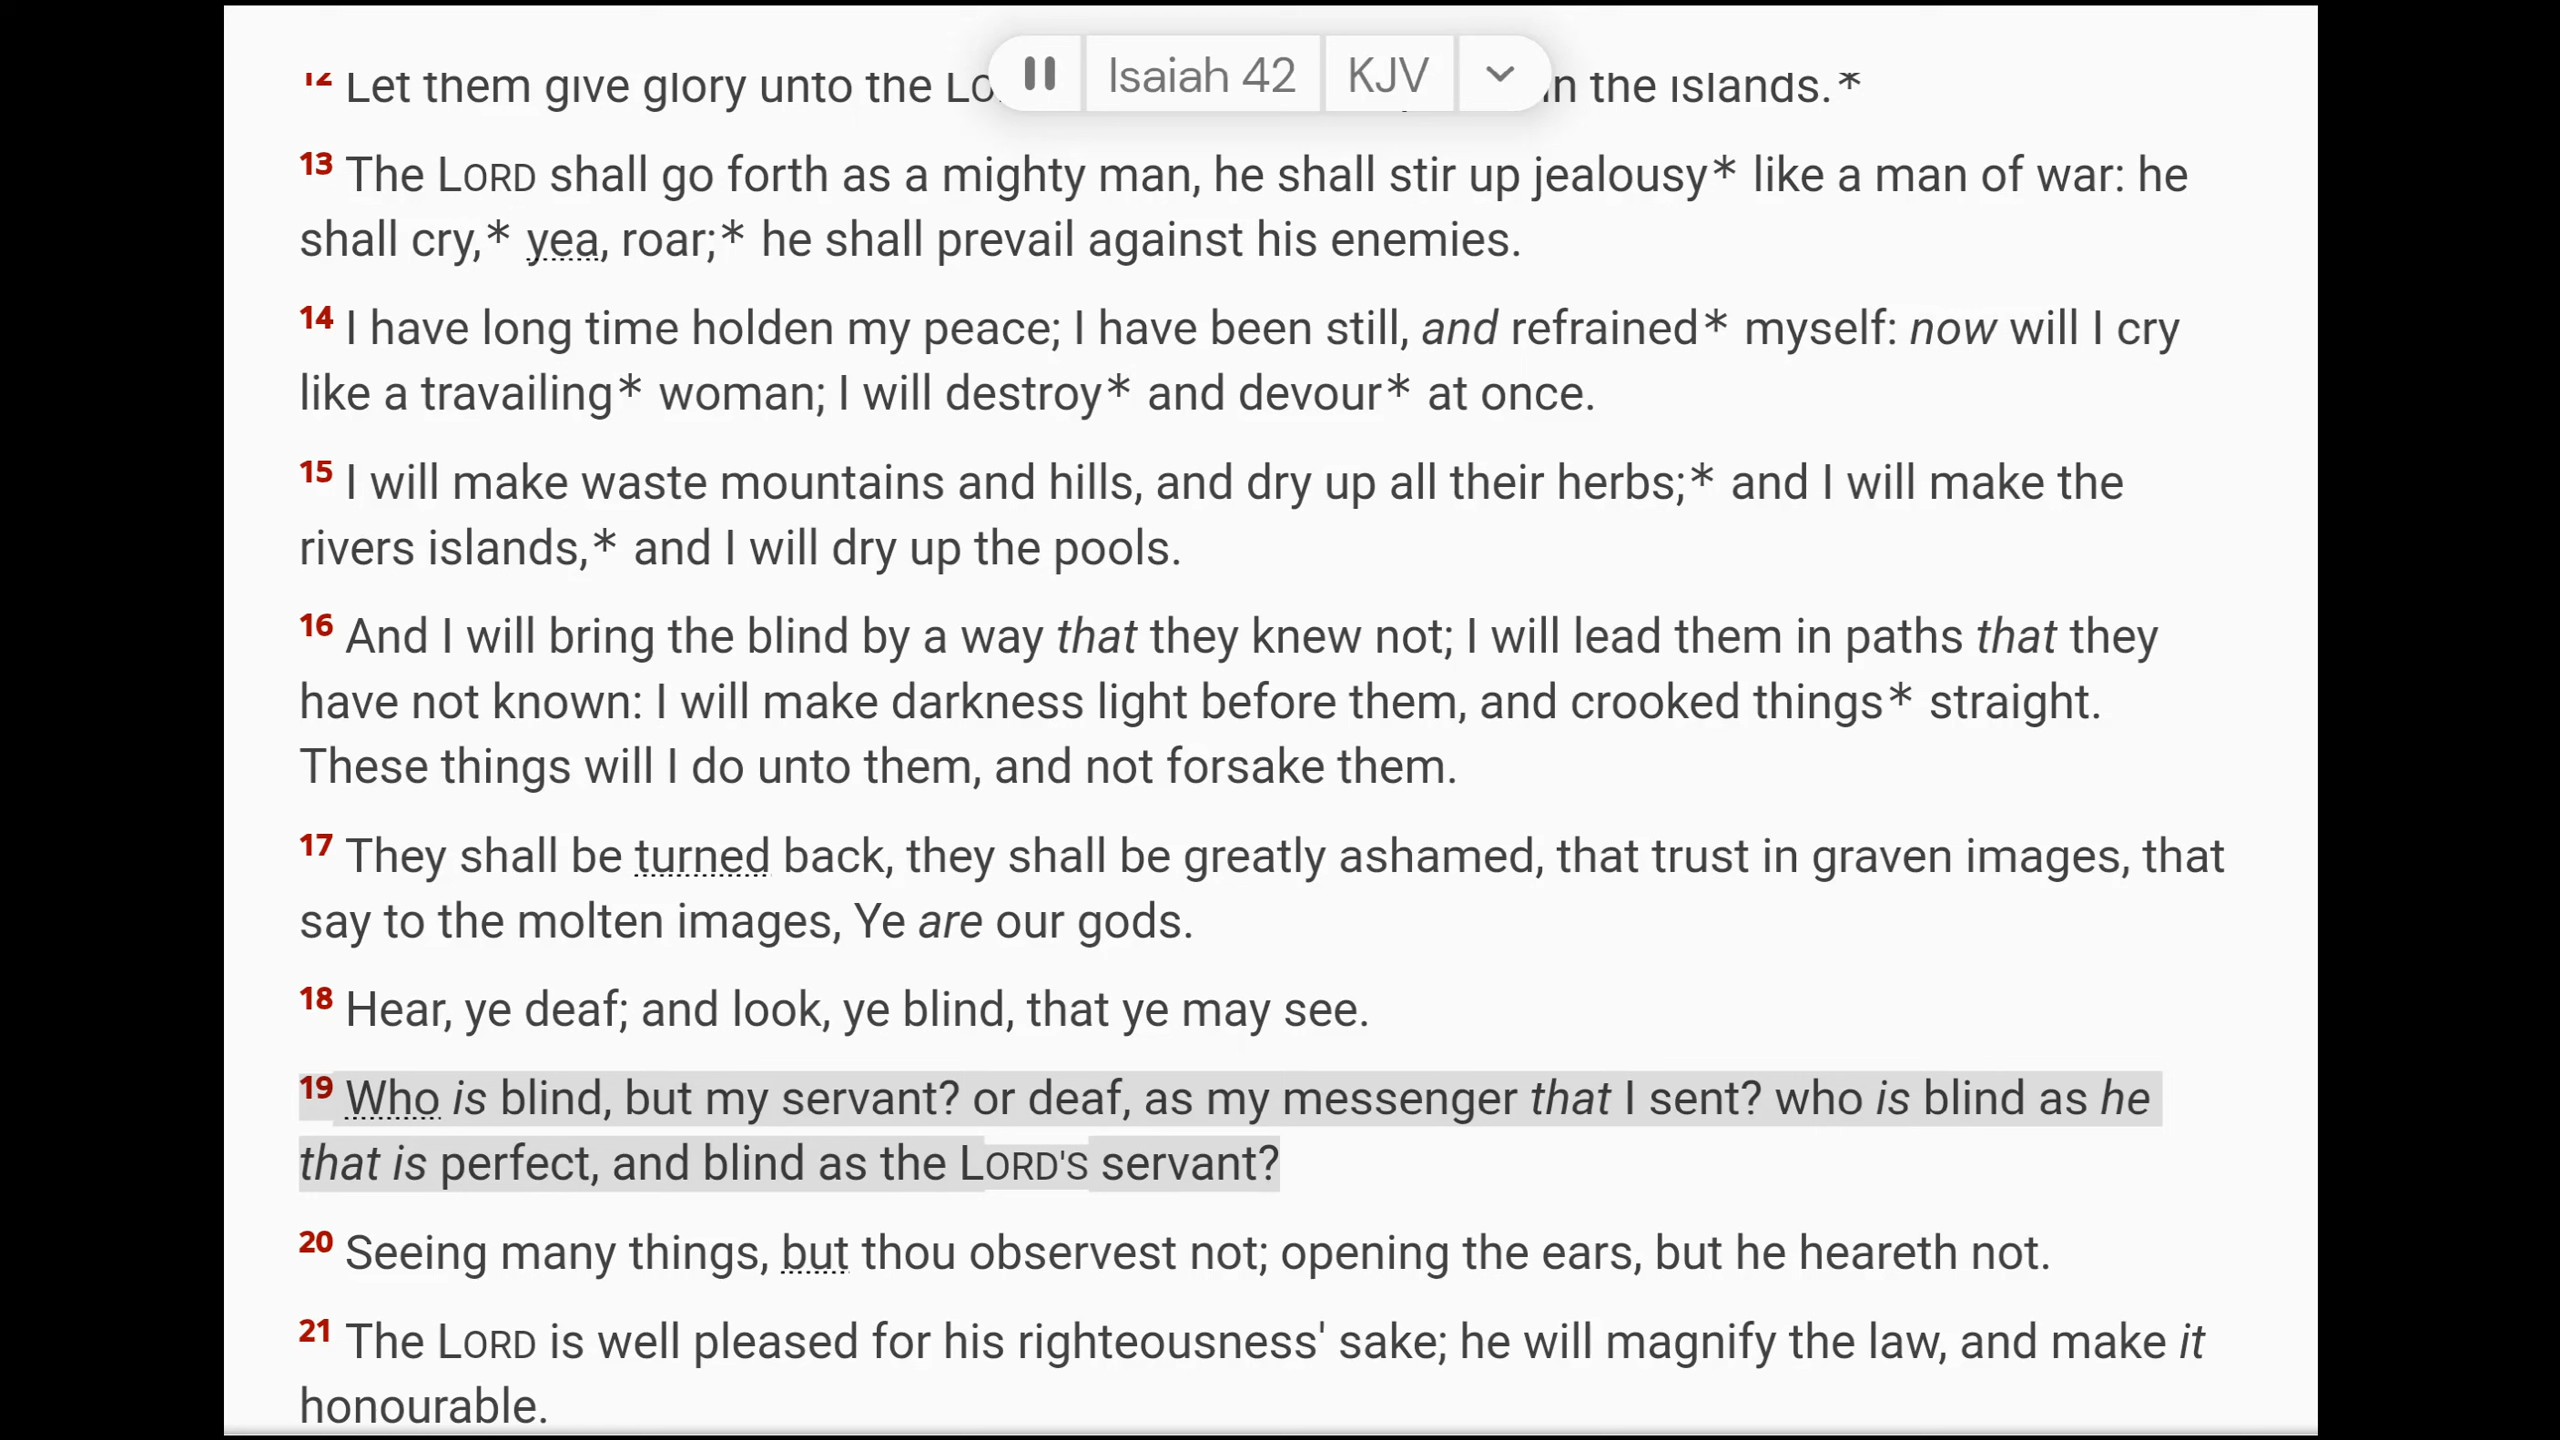 Isaiah 42 KJV
12 Let them give glory unto the in the islands.*
13 The LORD shall go forth as a mighty man, he shall stir up jealousy* like a man of war: he
shall cry,* yea, roar;* he shall prevail against his enemies.
14 I have long time holden my peace; I have been still, and refrained* myself: now will I cry
like a travailing* woman; I will destroy* and devour* at once.
15 I will make waste mountains and hills, and dry up all their herbs;* and I will make the
rivers islands,* and I will dry up the pools.
16 And I will bring the blind by a way that they knew not; I will lead them in paths that they
have not known: I will make darkness light before them, and crooked things* straight.
These things will I do unto them, and not forsake them.
17 They shall be turned back, they shall be greatly ashamed, that trust in graven images, that
say to the molten images, Ye are our gods.
18 Hear, ye deaf; and look, ye blind, that ye may see.
19 Who is blind, but my servant? or deaf, as my messenger that I sent? who is blind as he
that is perfect, and blind as the LORD'S servant?
20 Seeing many things, but thou observest not; opening the ears, but he heareth not.
21 The LORD is well pleased for his righteousness' sake; he will magnify the law, and make it
honourable.